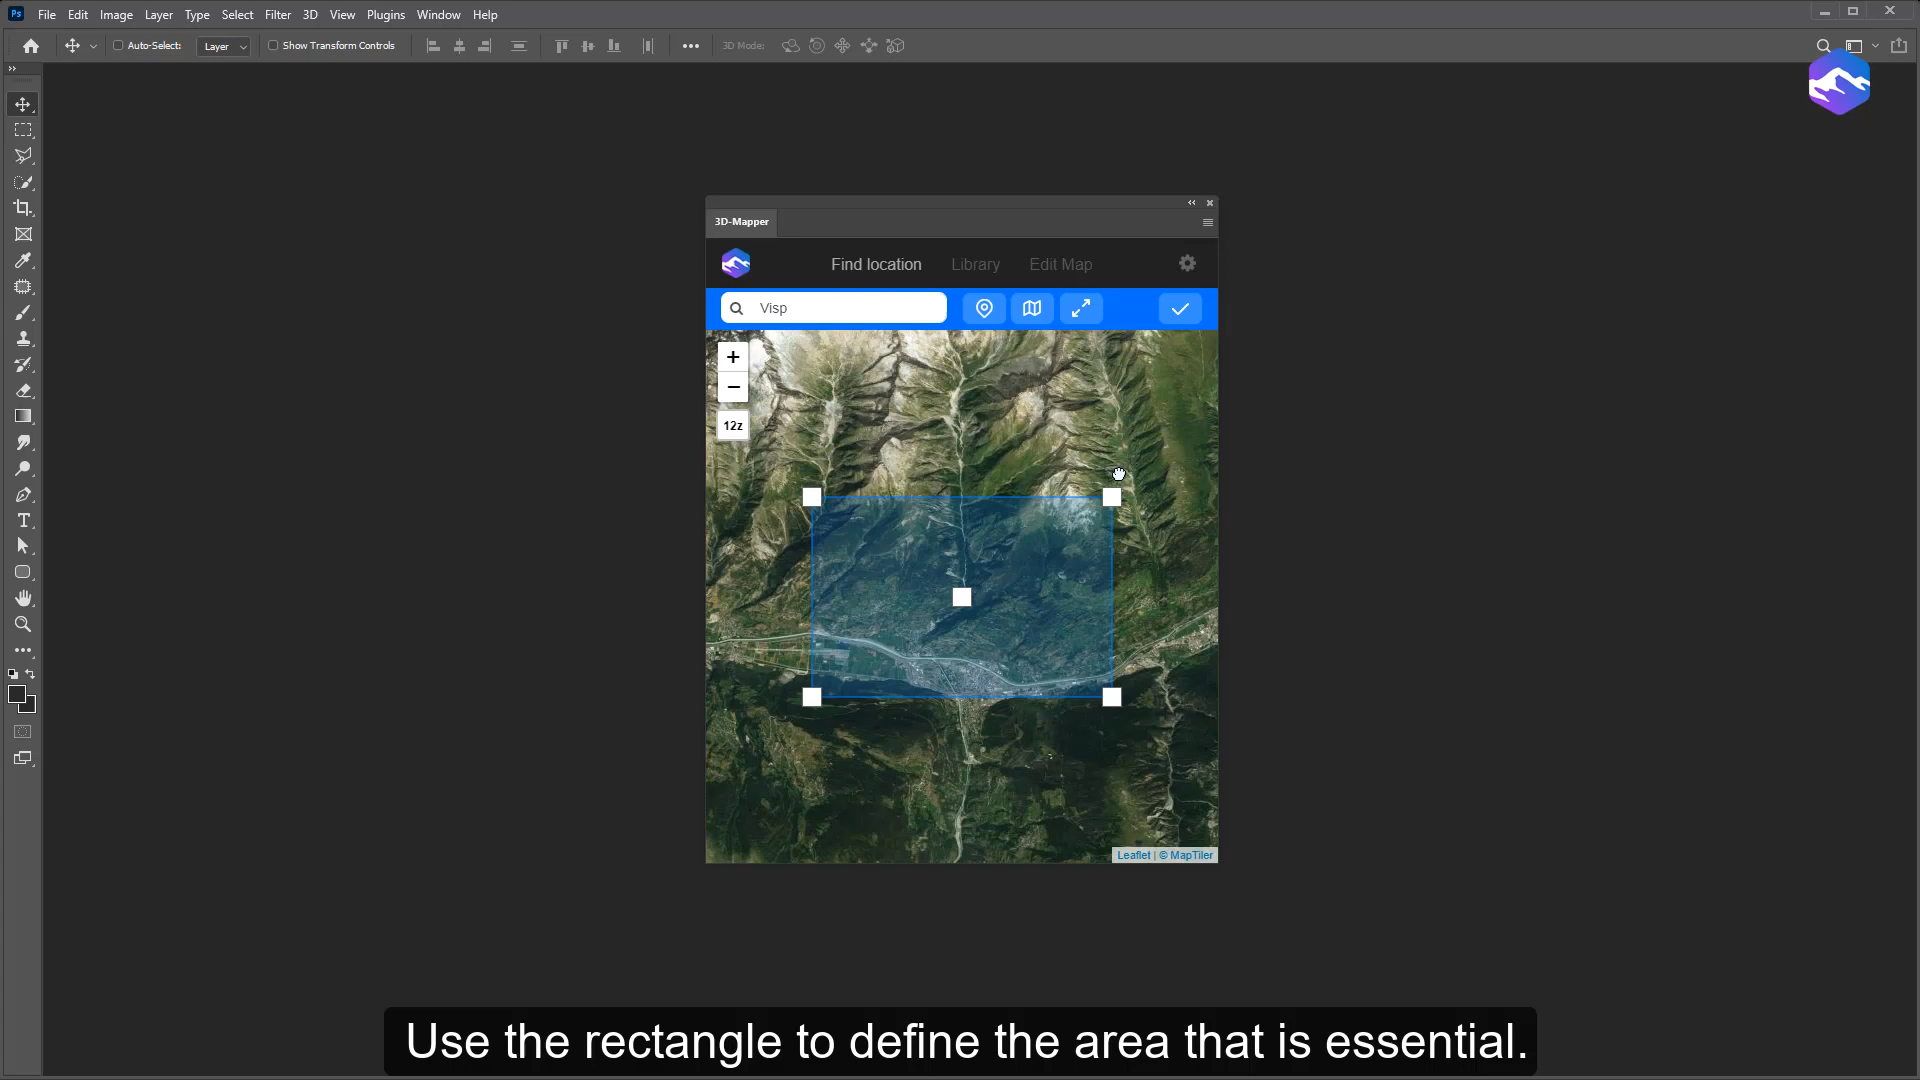 Ps File Edit Image Layer Type Select Filter 3D View Plugins Window Help
Auto-Select: Layer Show Transform Controls 3D Mode:
3D-Mapper
Find location Library Edit Map
Visp
+
−
12z
T
Leaflet | © MapTiler
Use the rectangle to define the area that is essential.